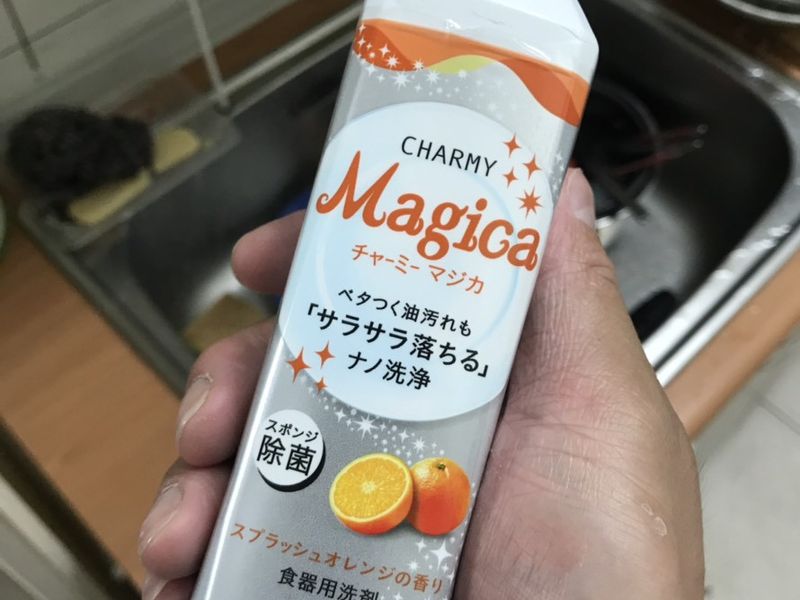 CHARMY
Magica
チャーミー マジカ
ベタつく油汚れも
「サラサラ落ちる」
ナノ洗浄
スポンジ
除菌
スプラッシュオレンジの香り
食器用洗剤